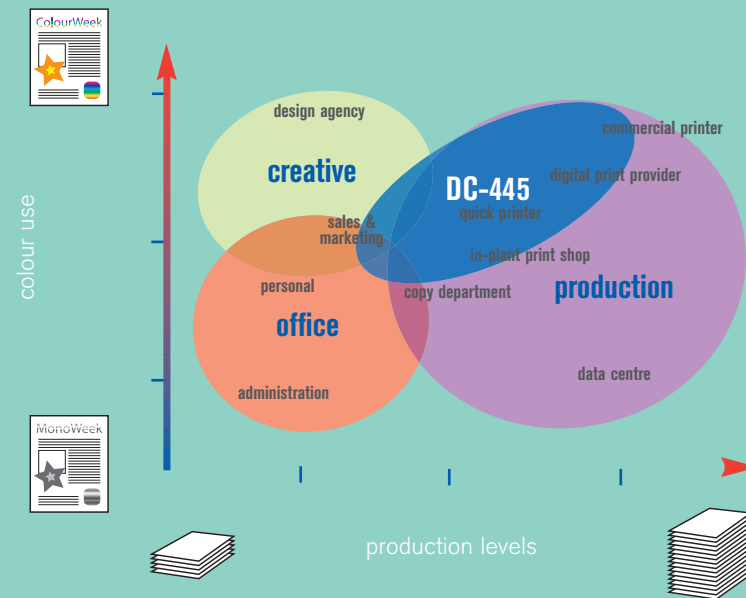 ColourWeek
design agency
commercial printer
creative
DC-445
digital print provider
quick printer
sales &
marketing
in-plant print shop
personal
copy department
production
office
data centre
administration
colour use
MonoWeek
production levels